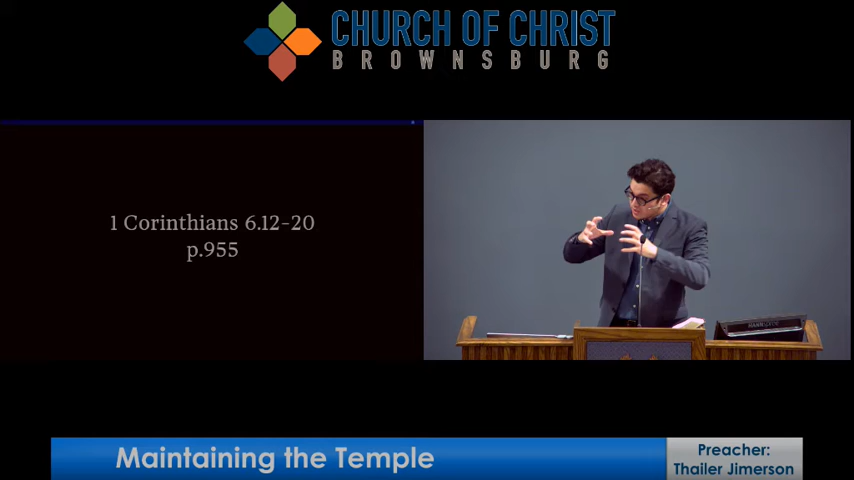 CHURCH OF CHRIST
BROWNSBURG
1 Corinthians 6.12-20
p.955
Maintaining the Temple
Preacher:
Thailer Jimerson